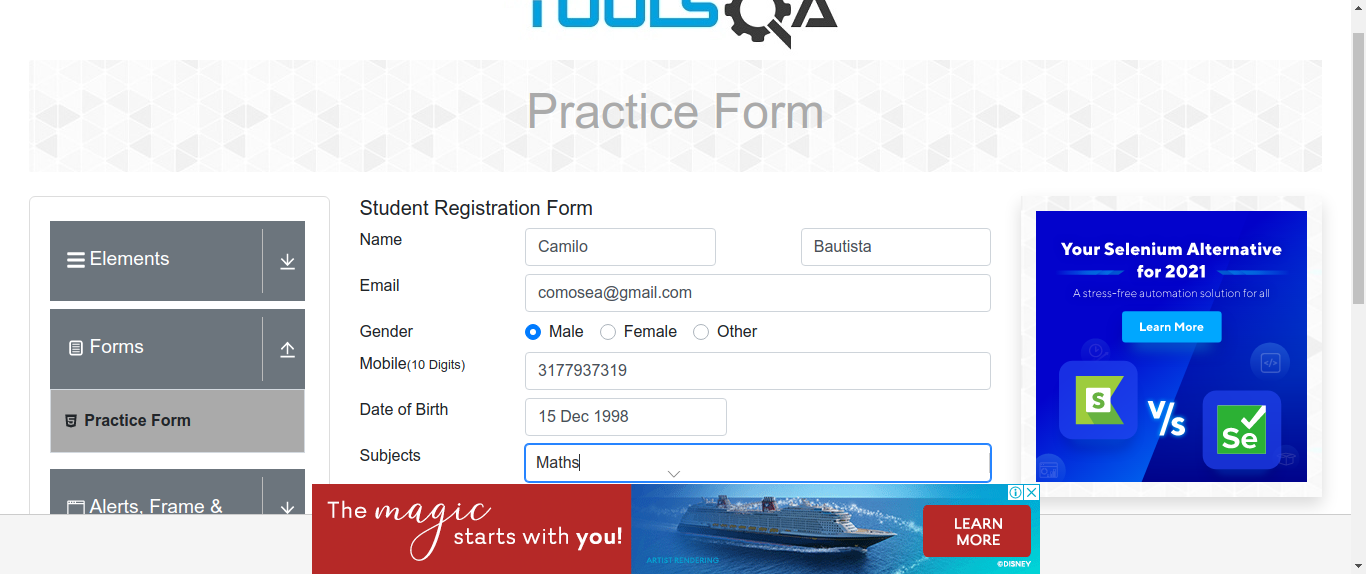 TOOLSQA
Practice Form
Elements
Forms
Practice Form
Alerts, Frame &
Student Registration Form
Name Camilo Bautista
Email comosea@gmail.com
Gender Male Female Other
Mobile(10 Digits) 3177937319
Date of Birth 15 Dec 1998
Subjects Maths
Your Selenium Alternative
for 2021
A stress-free automation solution for all
Learn More
S
V/S
Se
The magic
starts with you!
ARTIST RENDERING
LEARN
MORE
©DISNEY